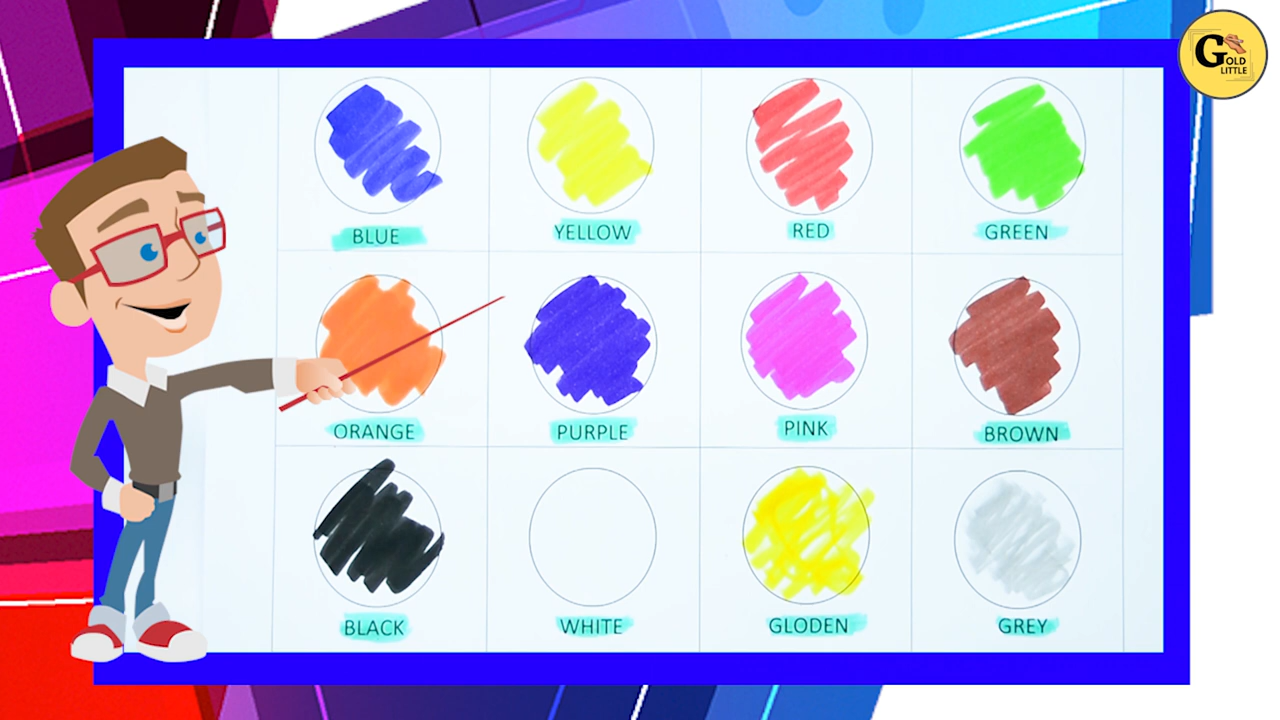 GOLD
LITTLE
BLUE
YELLOW
RED
GREEN
ORANGE
PURPLE
PINK
BROWN
BLACK
WHITE
GLODEN
GREY